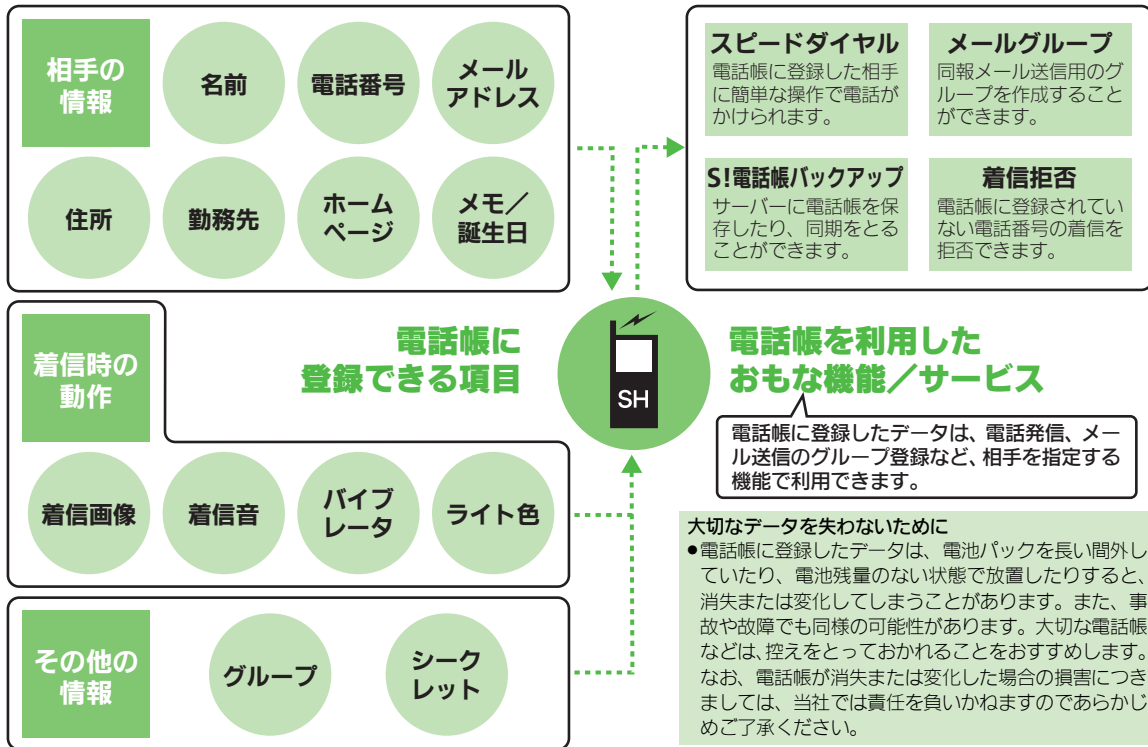 相手の
情報
名前
電話番号
メール
アドレス
住所
勤務先
ホーム
ページ
メモ／
誕生日
着信時の
動作
着信画像
着信音
バイブ
レータ
ライト色
その他の
情報
グループ
シーク
レット
電話帳に
登録できる項目
SH
スピードダイヤル
電話帳に登録した相手
に簡単な操作で電話が
かけられます。
メールグループ
同報メール送信用のグ
ループを作成すること
ができます。
S!電話帳バックアップ
サーバーに電話帳を保
存したり、同期をとる
ことができます。
着信拒否
電話帳に登録されてい
ない電話番号の着信を
拒否できます。
電話帳を利用した
おもな機能／サービス
電話帳に登録したデータは、電話発信、メー
ル送信のグループ登録など、相手を指定する
機能で利用できます。
大切なデータを失わないために
●電話帳に登録したデータは、電池パックを長い間外し
ていたり、電池残量のない状態で放置したりすると、
消失または変化してしまうことがあります。また、事
故や故障でも同様の可能性があります。大切な電話帳
などは、控えをとっておかれることをおすすめします。
なお、電話帳が消失または変化した場合の損害につき
ましては、当社では責任を負いかねますのであらかじ
めご了承ください。